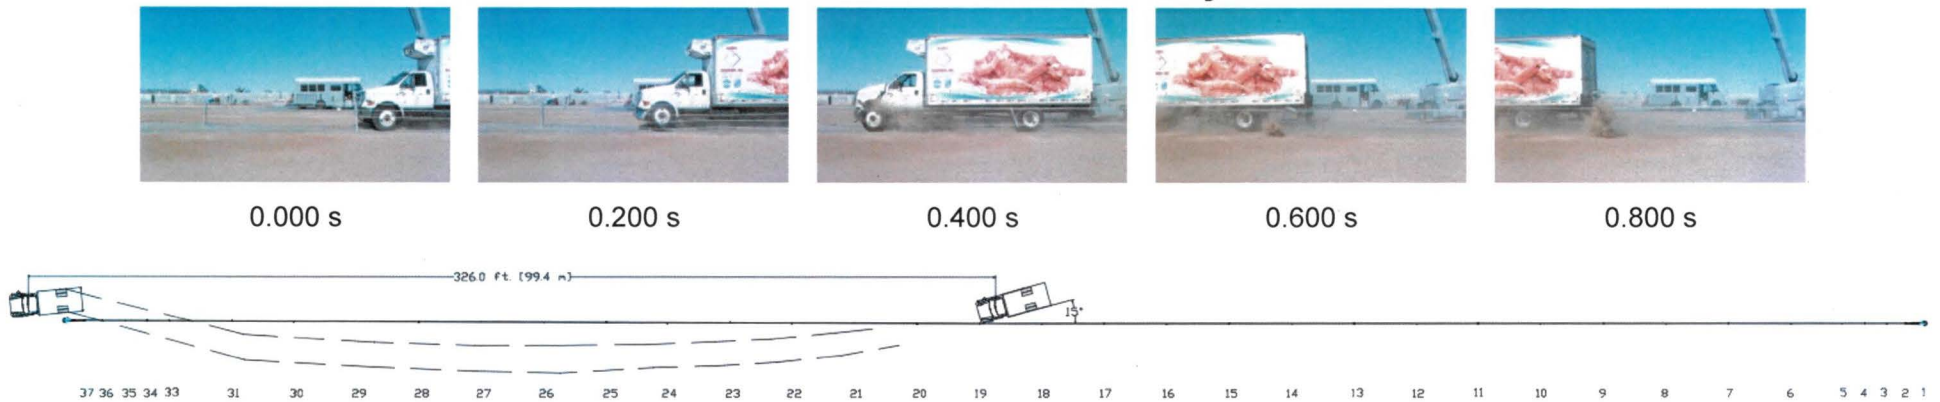 0.000 s 0.200 s 0.400 s 0.600 s 0.800 s
326.0 ft. [99.4 m]
15°
37 36 35 34 33 31 30 29 28 27 26 25 24 23 22 21 20 19 18 17 16 15 14 13 12 11 10 9 8 7 6 5 4 3 2 1